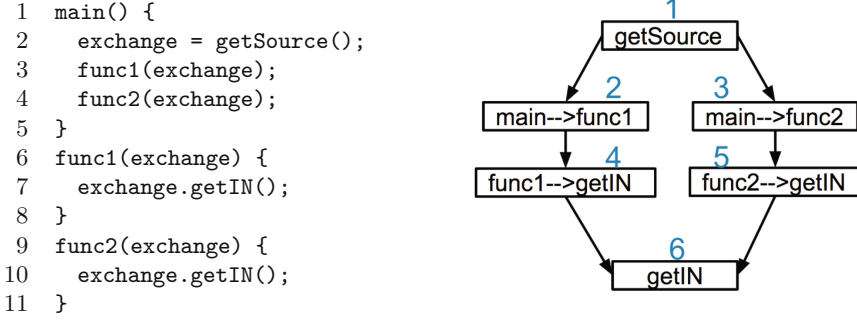 1 main() {
2 exchange = getSource();
3 func1(exchange);
4 func2(exchange);
5 }
6 func1(exchange) {
7 exchange.getIN();
8 }
9 func2(exchange) {
10 exchange.getIN();
11 }
1
getSource
2 3
main-->func1 main-->func2
4 5
func1-->getIN func2-->getIN
6
getIN